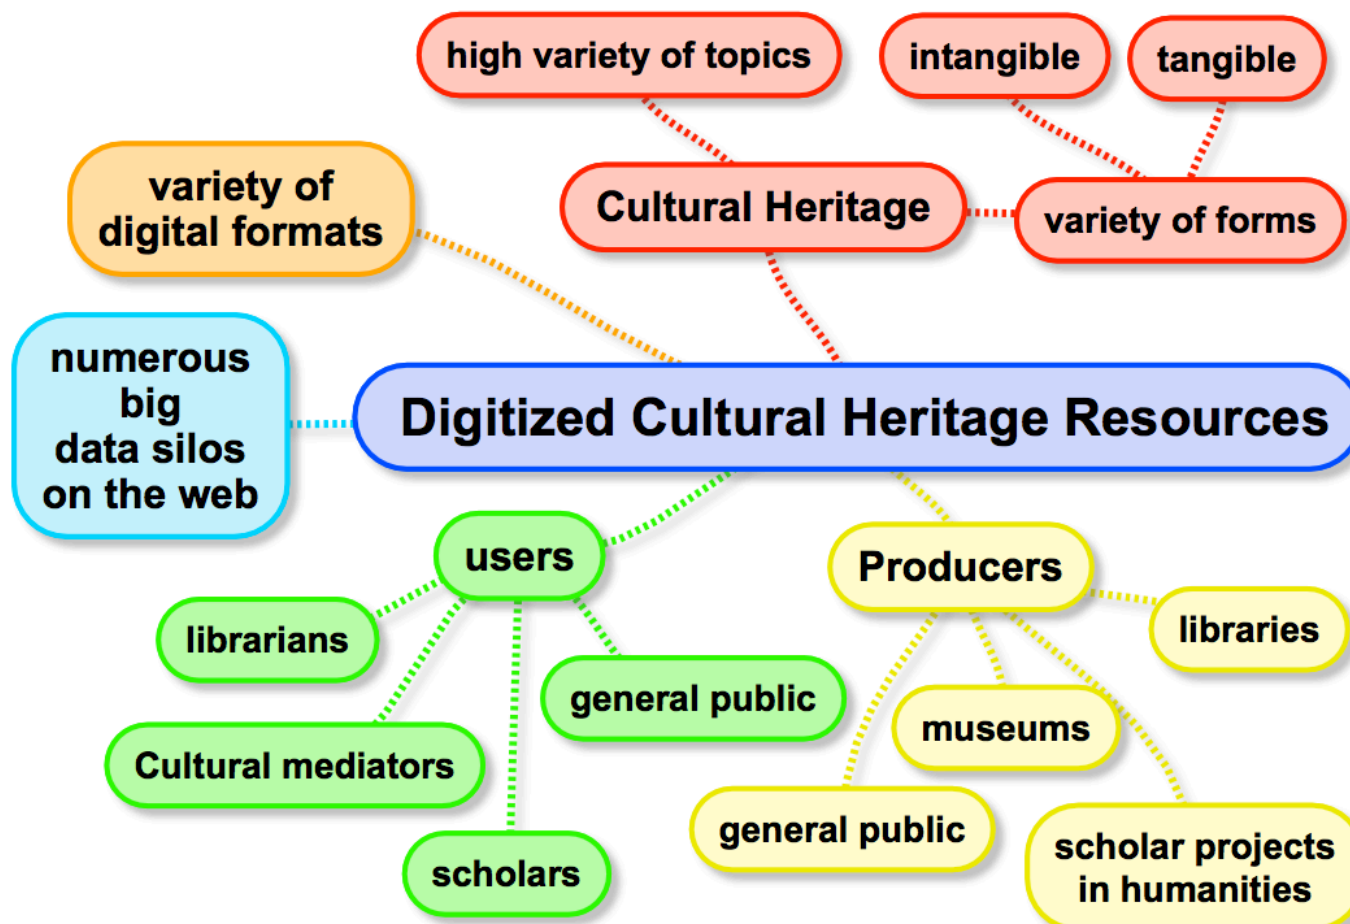 high variety of topics
intangible
tangible
variety of
digital formats
Cultural Heritage
variety of forms
numerous
big
data silos
on the web
Digitized Cultural Heritage Resources
users
Producers
librarians
libraries
general public
museums
Cultural mediators
general public
scholars
scholar projects
in humanities